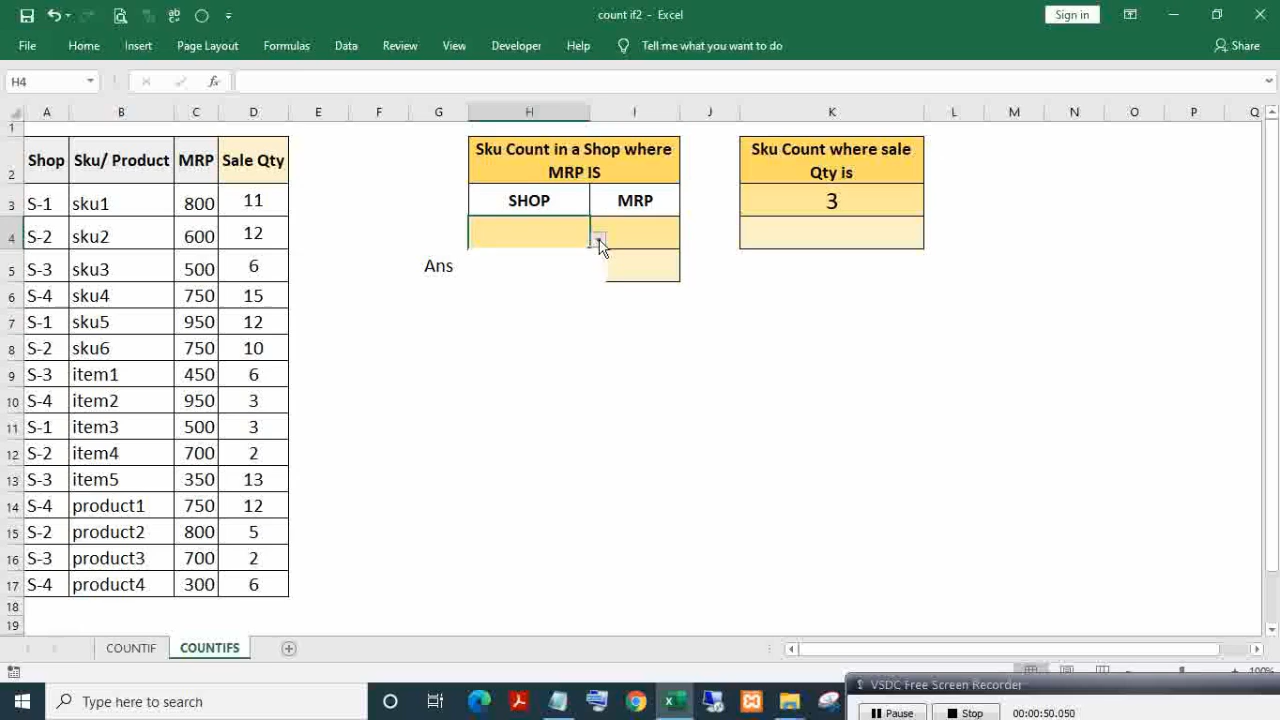 count if2 - Excel
Sign in
File Home Insert Page Layout Formulas Data Review View Developer Help Tell me what you want to do Share
H4 fx
A B C D E F G H I J K L M N O P Q
1
2 Shop Sku/ Product MRP Sale Qty
Sku Count in a Shop where
MRP IS
Sku Count where sale
Qty is
3 S-1 sku1 800 11 SHOP MRP 3
4 S-2 sku2 600 12
5 S-3 sku3 500 6 Ans
6 S-4 sku4 750 15
7 S-1 sku5 950 12
8 S-2 sku6 750 10
9 S-3 item1 450 6
10 S-4 item2 950 3
11 S-1 item3 500 3
12 S-2 item4 700 2
13 S-3 item5 350 13
14 S-4 product1 750 12
15 S-2 product2 800 5
16 S-3 product3 700 2
17 S-4 product4 300 6
18
19
COUNTIF COUNTIFS
100%
VSDC Free Screen Recorder
Type here to search
Pause Stop 00:00:50.050